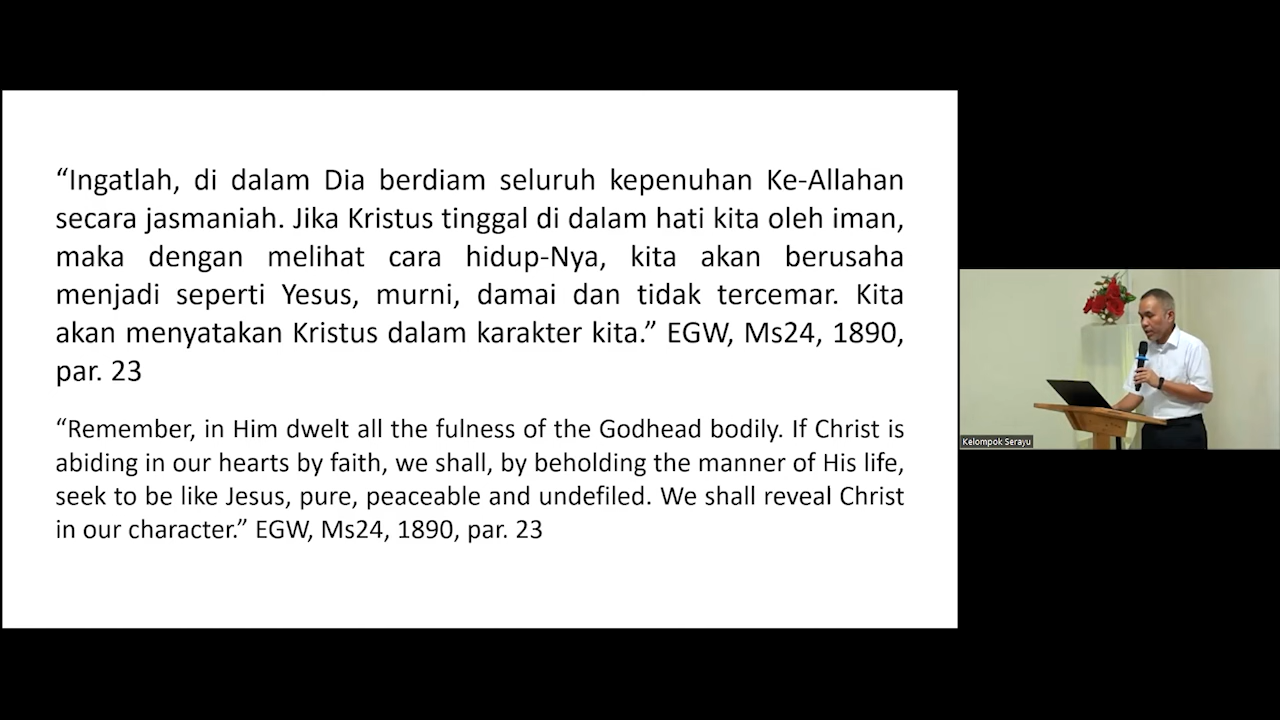 “Ingatlah, di dalam Dia berdiam seluruh kepenuhan Ke-Allahan
secara jasmaniah. Jika Kristus tinggal di dalam hati kita oleh iman,
maka dengan melihat cara hidup-Nya, kita akan berusaha
menjadi seperti Yesus, murni, damai dan tidak tercemar. Kita
akan menyatakan Kristus dalam karakter kita.” EGW, Ms24, 1890,
par. 23
“Remember, in Him dwelt all the fulness of the Godhead bodily. If Christ is
abiding in our hearts by faith, we shall, by beholding the manner of His life,
seek to be like Jesus, pure, peaceable and undefiled. We shall reveal Christ
in our character.” EGW, Ms24, 1890, par. 23
Kelompok Serayu